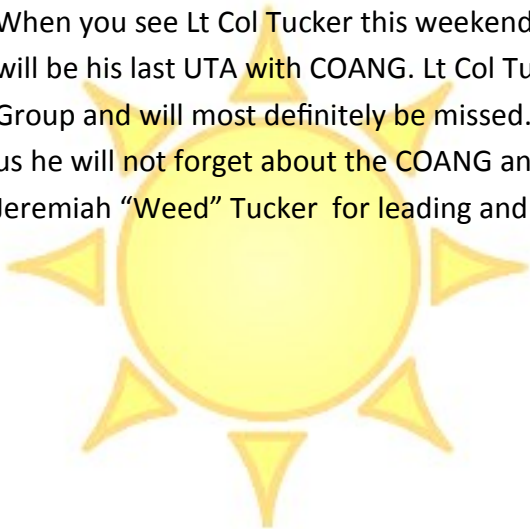 When you see Lt Col Tucker this weekend
will be his last UTA with COANG. Lt Col Tu
Group and will most definitely be missed.
us he will not forget about the COANG an
Jeremiah “Weed” Tucker  for leading and